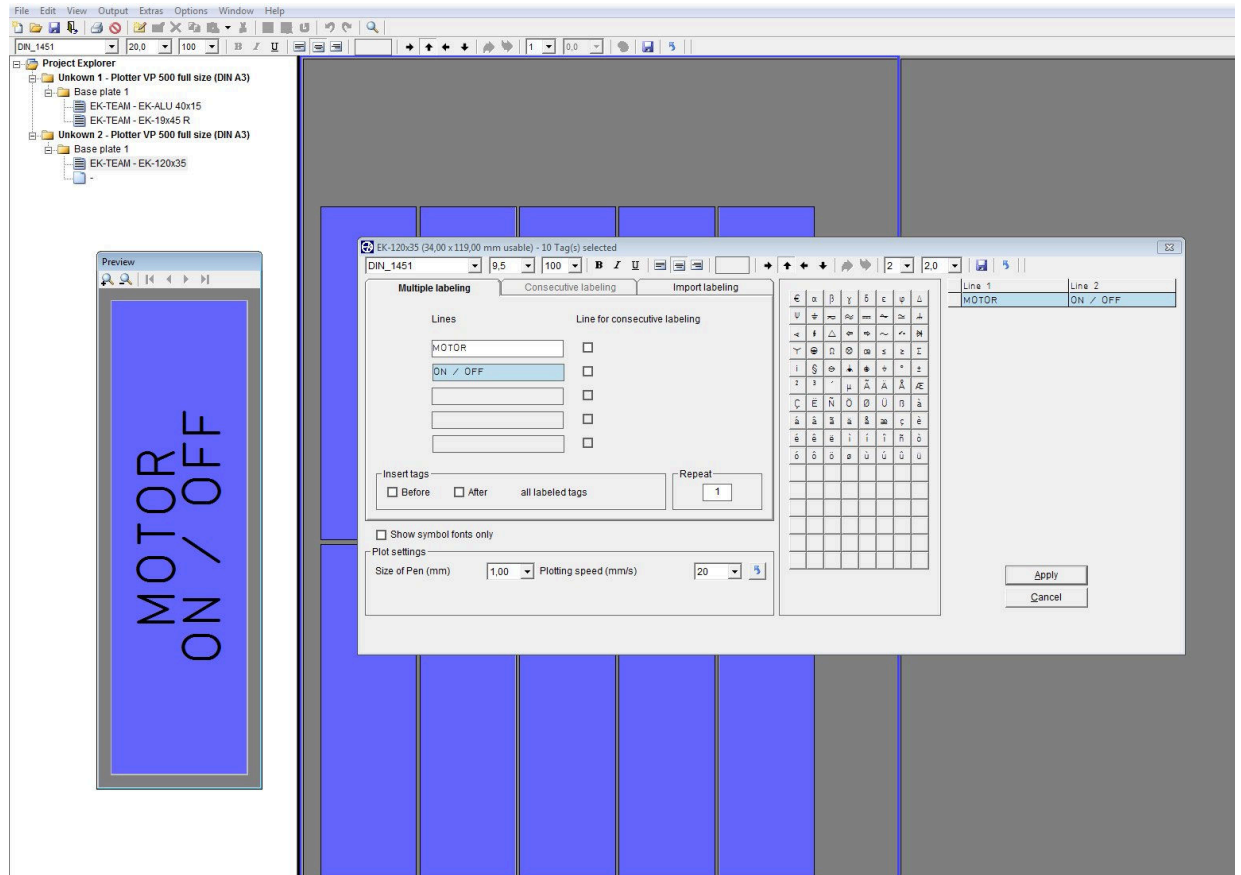 File Edit View Output Extras Options Window Help
DIN_1451 20,0 100 B I U 1 0,0
Project Explorer
Unkown 1 - Plotter VP 500 full size (DIN A3)
Base plate 1
EK-TEAM - EK-ALU 40x15
EK-TEAM - EK-19x45 R
Unkown 2 - Plotter VP 500 full size (DIN A3)
Base plate 1
EK-TEAM - EK-120x35
-
Preview
MOTOR
ON / OFF
EK-120x35 (34,00 x 119,00 mm usable) - 10 Tag(s) selected
DIN_1451 9,5 100 B I U 2 2,0
Multiple labeling Consecutive labeling Import labeling
Lines Line for consecutive labeling
MOTOR
ON / OFF
Insert tags
Before After all labeled tags
Repeat
1
Show symbol fonts only
Plot settings
Size of Pen (mm) 1,00 Plotting speed (mm/s) 20
€ α β γ δ ε φ Δ
Ω
§
µ Ã Ä Å Æ
Ç É Ñ Ö Ø Ü ß à
Line 1 Line 2
MOTOR ON / OFF
Apply
Cancel